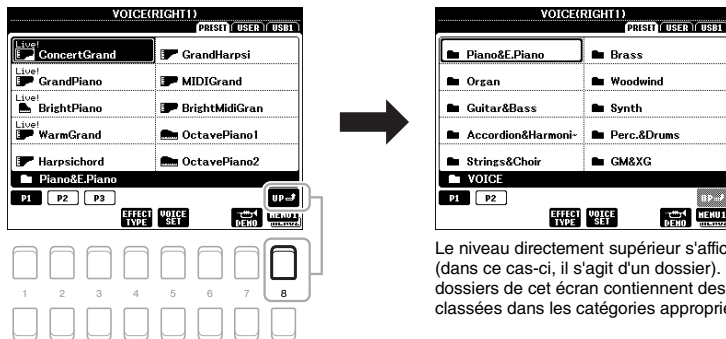 VOICE(RIGHT1)
PRESET USER USB1
Live! ConcertGrand GrandHarpsi
Live! GrandPiano MIDIGrand
Live! BrightPiano BrightMidiGran
Live! WarmGrand OctavePiano1
Harpsichord OctavePiano2
Piano&E.Piano
P1 P2 P3 UP
EFFECT TYPE VOICE SET DEMO MENU1
1 2 3 4 5 6 7 8
VOICE(RIGHT1)
PRESET USER USB1
Piano&E.Piano Brass
Organ Woodwind
Guitar&Bass Synth
Accordion&Harmoni~ Perc.&Drums
Strings&Choir GM&XG
VOICE
P1 P2 UP
EFFECT TYPE VOICE SET DEMO MENU1
Le niveau directement supérieur s'affic
(dans ce cas-ci, il s'agit d'un dossier).
dossiers de cet écran contiennent des
classées dans les catégories approprié